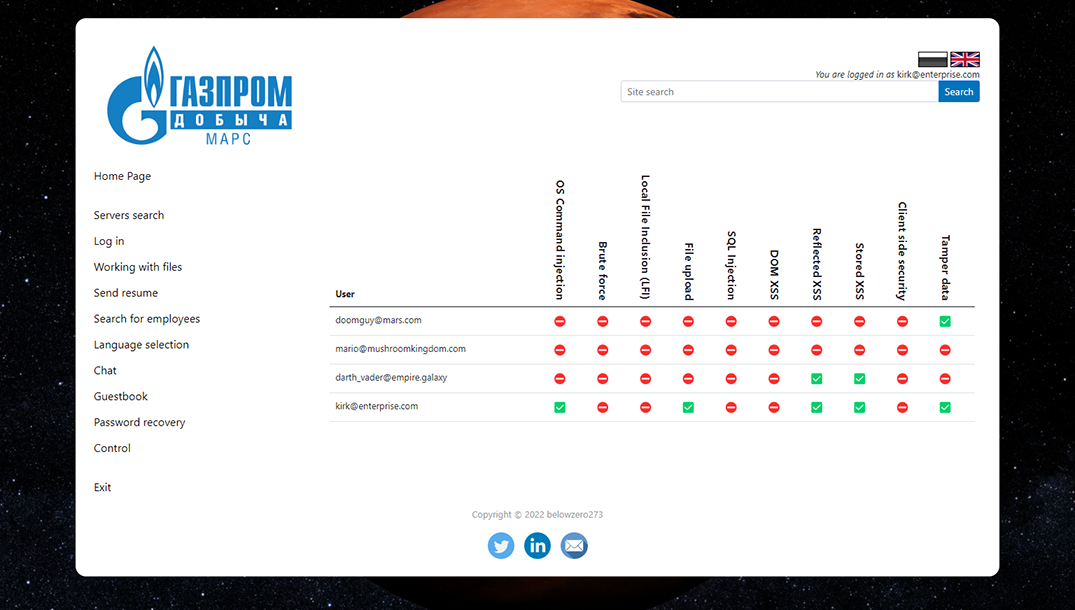 ГАЗПРОМ
ДОБЫЧА
МАРС
You are logged in as kirk@enterprise.com
Site search
Search
Home Page
Servers search
Log in
Working with files
Send resume
Search for employees
Language selection
Chat
Guestbook
Password recovery
Control
Exit
User
OS Command injection
Brute force
Local File Inclusion (LFI)
File upload
SQL Injection
DOM XSS
Reflected XSS
Stored XSS
Client side security
Tamper data
doomguy@mars.com
mario@mushroomkingdom.com
darth_vader@empire.galaxy
kirk@enterprise.com
Copyright © 2022 belowzero273
in